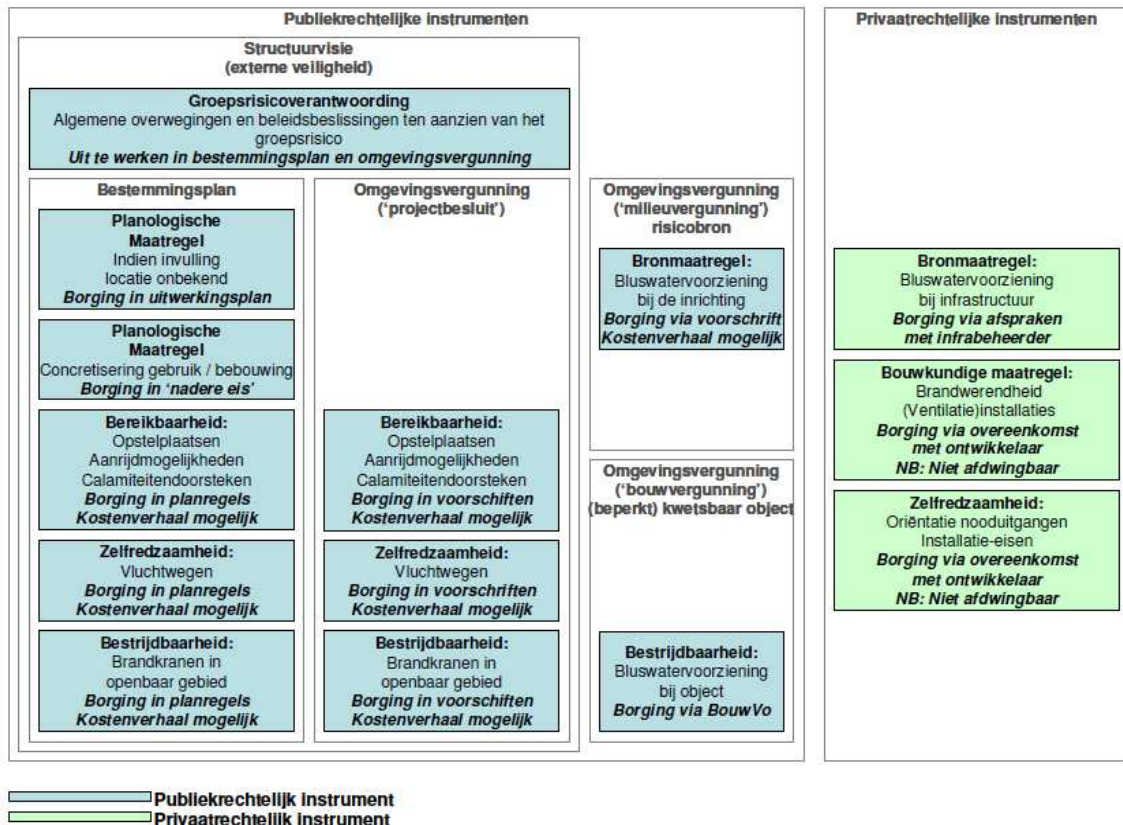 Publiekrechtelijke instrumenten
Structuurvisie
(externe veiligheid)
Groepsrisicoverantwoording
Algemene overwegingen en beleidsbeslissingen ten aanzien van het
groepsrisico
Uit te werken in bestemmingsplan en omgevingsvergunning
Bestemmingsplan
Planologische
Maatregel
Indien invulling
locatie onbekend
Borging in uitwerkingsplan
Planologische
Maatregel
Concretisering gebruik / bebouwing
Borging in ‘nadere eis’
Bereikbaarheid:
Opstelplaatsen
Aanrijdmogelijkheden
Calamiteitendoorsteken
Borging in planregels
Kostenverhaal mogelijk
Zelfredzaamheid:
Vluchtwegen
Borging in planregels
Kostenverhaal mogelijk
Bestrijdbaarheid:
Brandkranen in
openbaar gebied
Borging in planregels
Kostenverhaal mogelijk
Omgevingsvergunning
(‘projectbesluit’)
Bereikbaarheid:
Opstelplaatsen
Aanrijdmogelijkheden
Calamiteitendoorsteken
Borging in voorschiften
Kostenverhaal mogelijk
Zelfredzaamheid:
Vluchtwegen
Borging in voorschriften
Kostenverhaal mogelijk
Bestrijdbaarheid:
Brandkranen in
openbaar gebied
Borging in voorschiften
Kostenverhaal mogelijk
Omgevingsvergunning
(‘milieuvergunning’)
risicobron
Bronmaatregel:
Bluswatervoorziening
bij de inrichting
Borging via voorschrift
Kostenverhaal mogelijk
Omgevingsvergunning
(‘bouwvergunning’)
(beperkt) kwetsbaar object
Bestrijdbaarheid:
Bluswatervoorziening
bij object
Borging via BouwVo
Privaatrechtelijke instrumenten
Bronmaatregel:
Bluswatervoorziening
bij infrastructuur
Borging via afspraken
met infrabeheerder
Bouwkundige maatregel:
Brandwerendheid
(Ventilatie)installaties
Borging via overeenkomst
met ontwikkelaar
NB: Niet afdwingbaar
Zelfredzaamheid:
Oriëntatie nooduitgangen
Installatie-eisen
Borging via overeenkomst
met ontwikkelaar
NB: Niet afdwingbaar
Publiekrechtelijk instrument
Privaatrechtelijk instrument